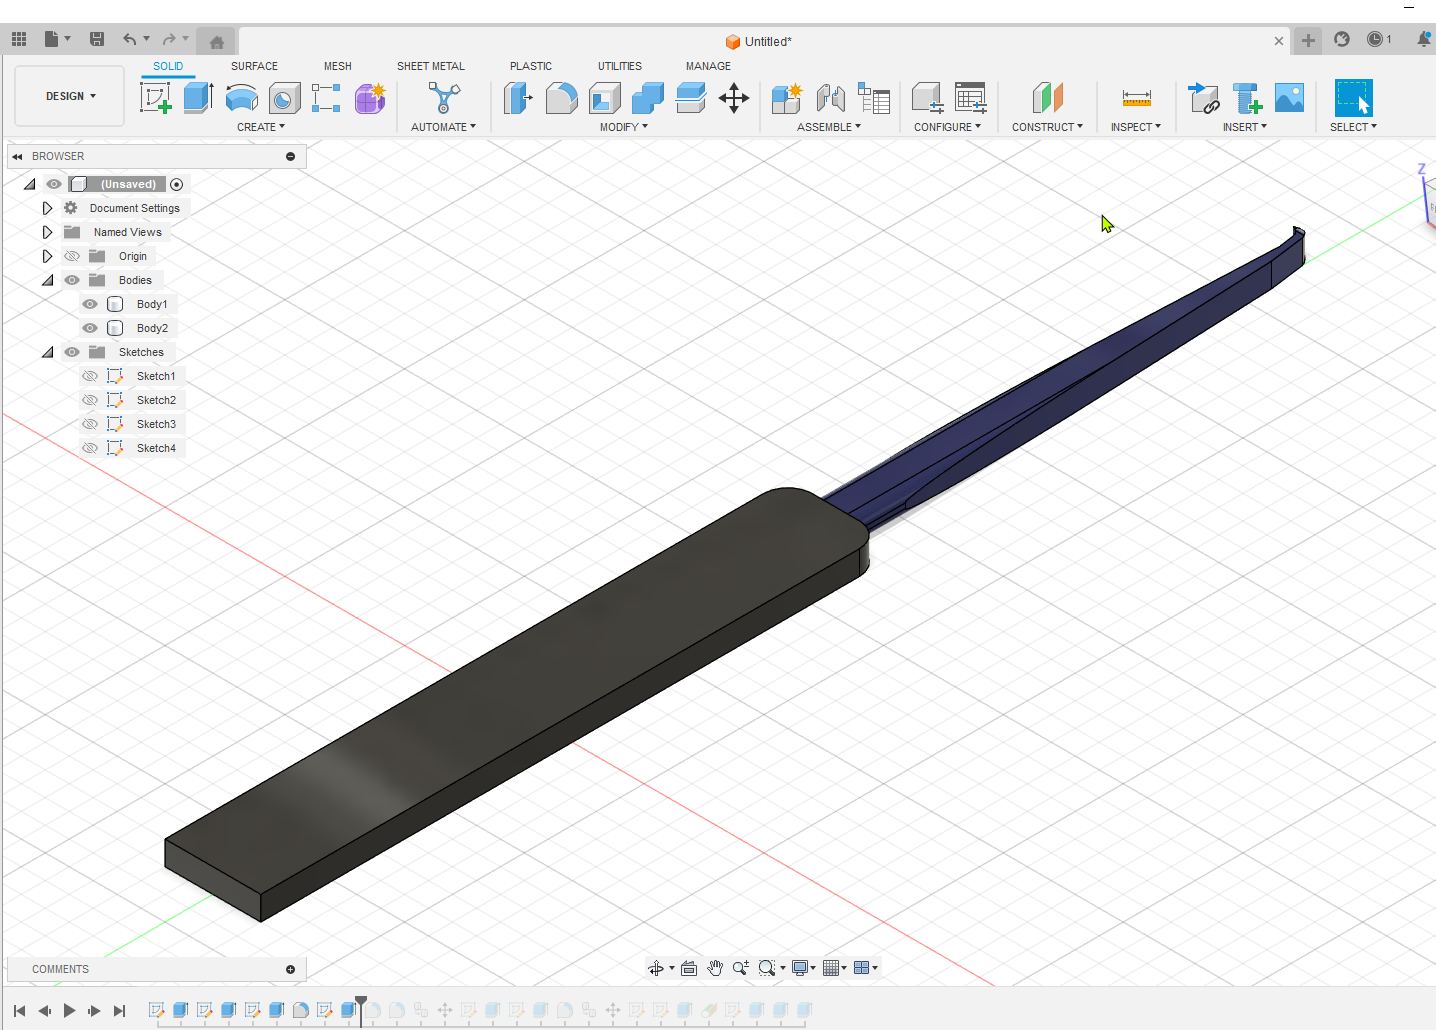 Untitled*
1
DESIGN
SOLID SURFACE MESH SHEET METAL PLASTIC UTILITIES MANAGE
CREATE AUTOMATE MODIFY ASSEMBLE CONFIGURE CONSTRUCT INSPECT INSERT SELECT
BROWSER
(Unsaved)
Document Settings
Named Views
Origin
Bodies
Body1
Body2
Sketches
Sketch1
Sketch2
Sketch3
Sketch4
Z
COMMENTS